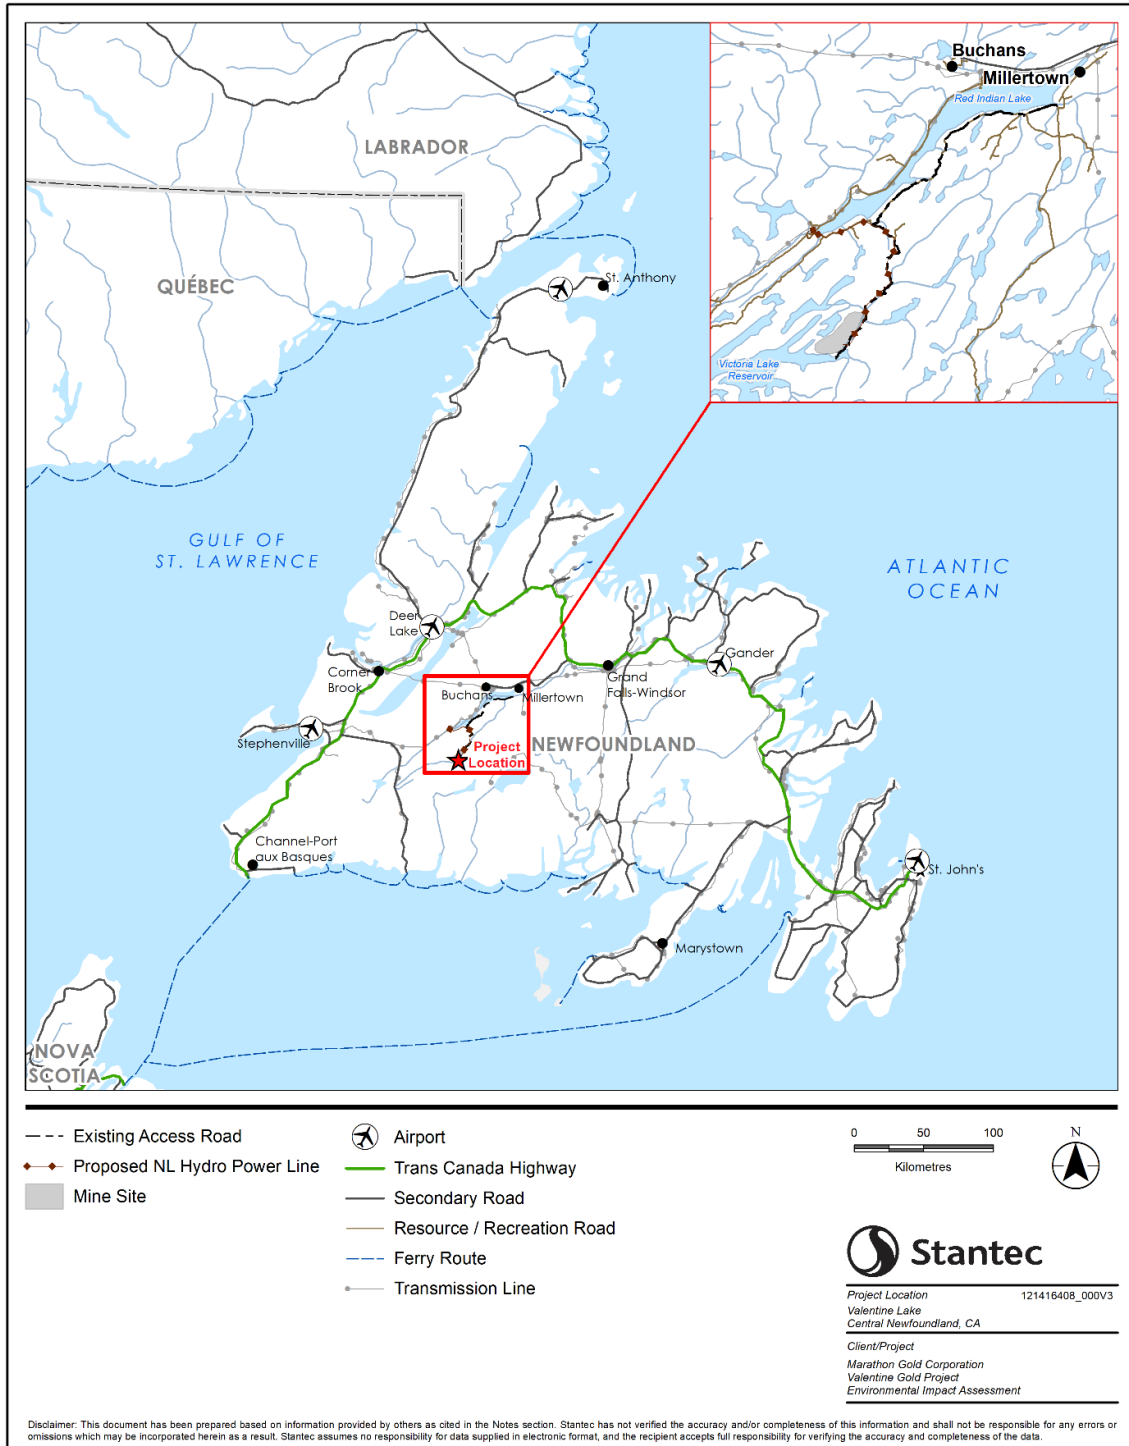 Buchans
Millertown
Red Indian Lake
Victoria Lake
Reservoir
LABRADOR
QUÉBEC
St. Anthony
GULF OF
ST. LAWRENCE
ATLANTIC
OCEAN
Deer
Lake
Corner
Brook
Buchans
Millertown
Grand
Falls-Windsor
Gander
Stephenville
Project
Location
NEWFOUNDLAND
Channel-Port
aux Basques
St. John's
Marystown
NOVA
SCOTIA
Existing Access Road
Proposed NL Hydro Power Line
Mine Site
Airport
Trans Canada Highway
Secondary Road
Resource / Recreation Road
Ferry Route
Transmission Line
0 50 100
Kilometres
N
Stantec
Project Location 121416408_000V3
Valentine Lake
Central Newfoundland, CA
Client/Project
Marathon Gold Corporation
Valentine Gold Project
Environmental Impact Assessment
Disclaimer: This document has been prepared based on information provided by others as cited in the Notes section. Stantec has not verified the accuracy and/or completeness of this information and shall not be responsible for any errors or
omissions which may be incorporated herein as a result. Stantec assumes no responsibility for data supplied in electronic format, and the recipient accepts full responsibility for verifying the accuracy and completeness of the data.